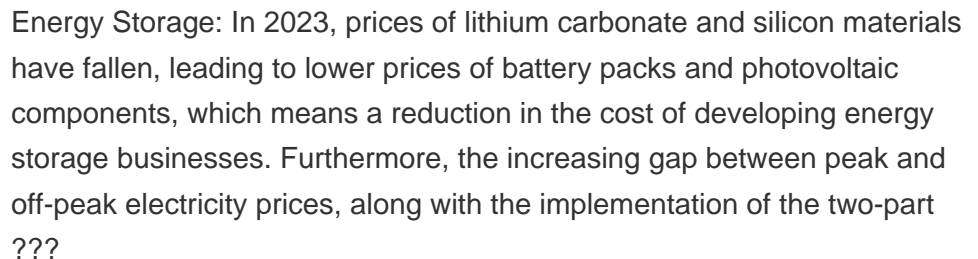 Energy Storage: In 2023, prices of lithium carbonate and silicon materials
have fallen, leading to lower prices of battery packs and photovoltaic
components, which means a reduction in the cost of developing energy
storage businesses. Furthermore, the increasing gap between peak and
off-peak electricity prices, along with the implementation of the two-part
???